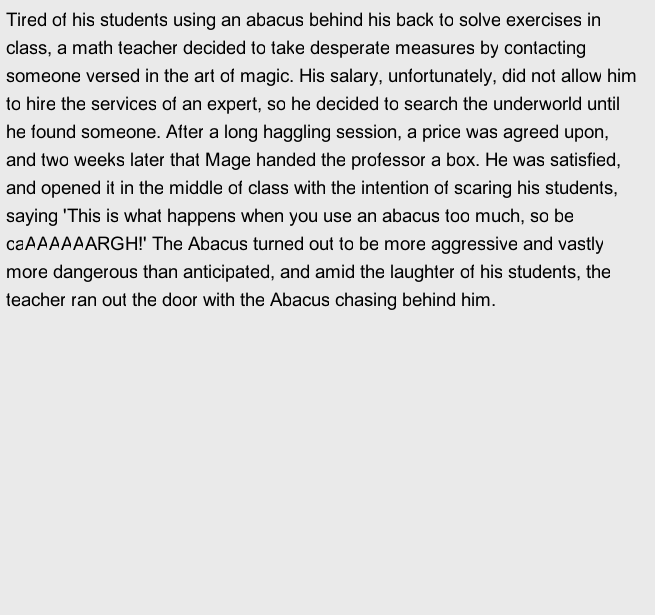 Tired of his students using an abacus behind his back to solve exercises in
class, a math teacher decided to take desperate measures by contacting
someone versed in the art of magic. His salary, unfortunately, did not allow him
to hire the services of an expert, so he decided to search the underworld until
he found someone. After a long haggling session, a price was agreed upon,
and two weeks later that Mage handed the professor a box. He was satisfied,
and opened it in the middle of class with the intention of scaring his students,
saying 'This is what happens when you use an abacus too much, so be
caAAAAAARGH!' The Abacus turned out to be more aggressive and vastly
more dangerous than anticipated, and amid the laughter of his students, the
teacher ran out the door with the Abacus chasing behind him.